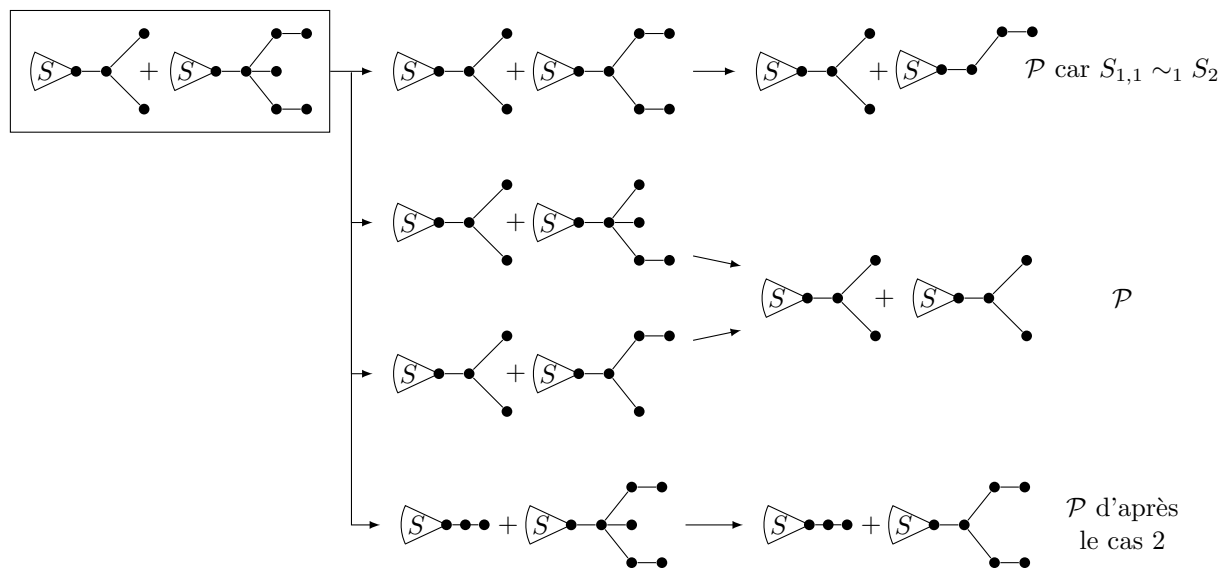 S + S S + S S + S 𝒫 car S_{1,1} ∼_1 S_2
S + S
S + S 𝒫
S + S
S + S S + S 𝒫 d'après
le cas 2